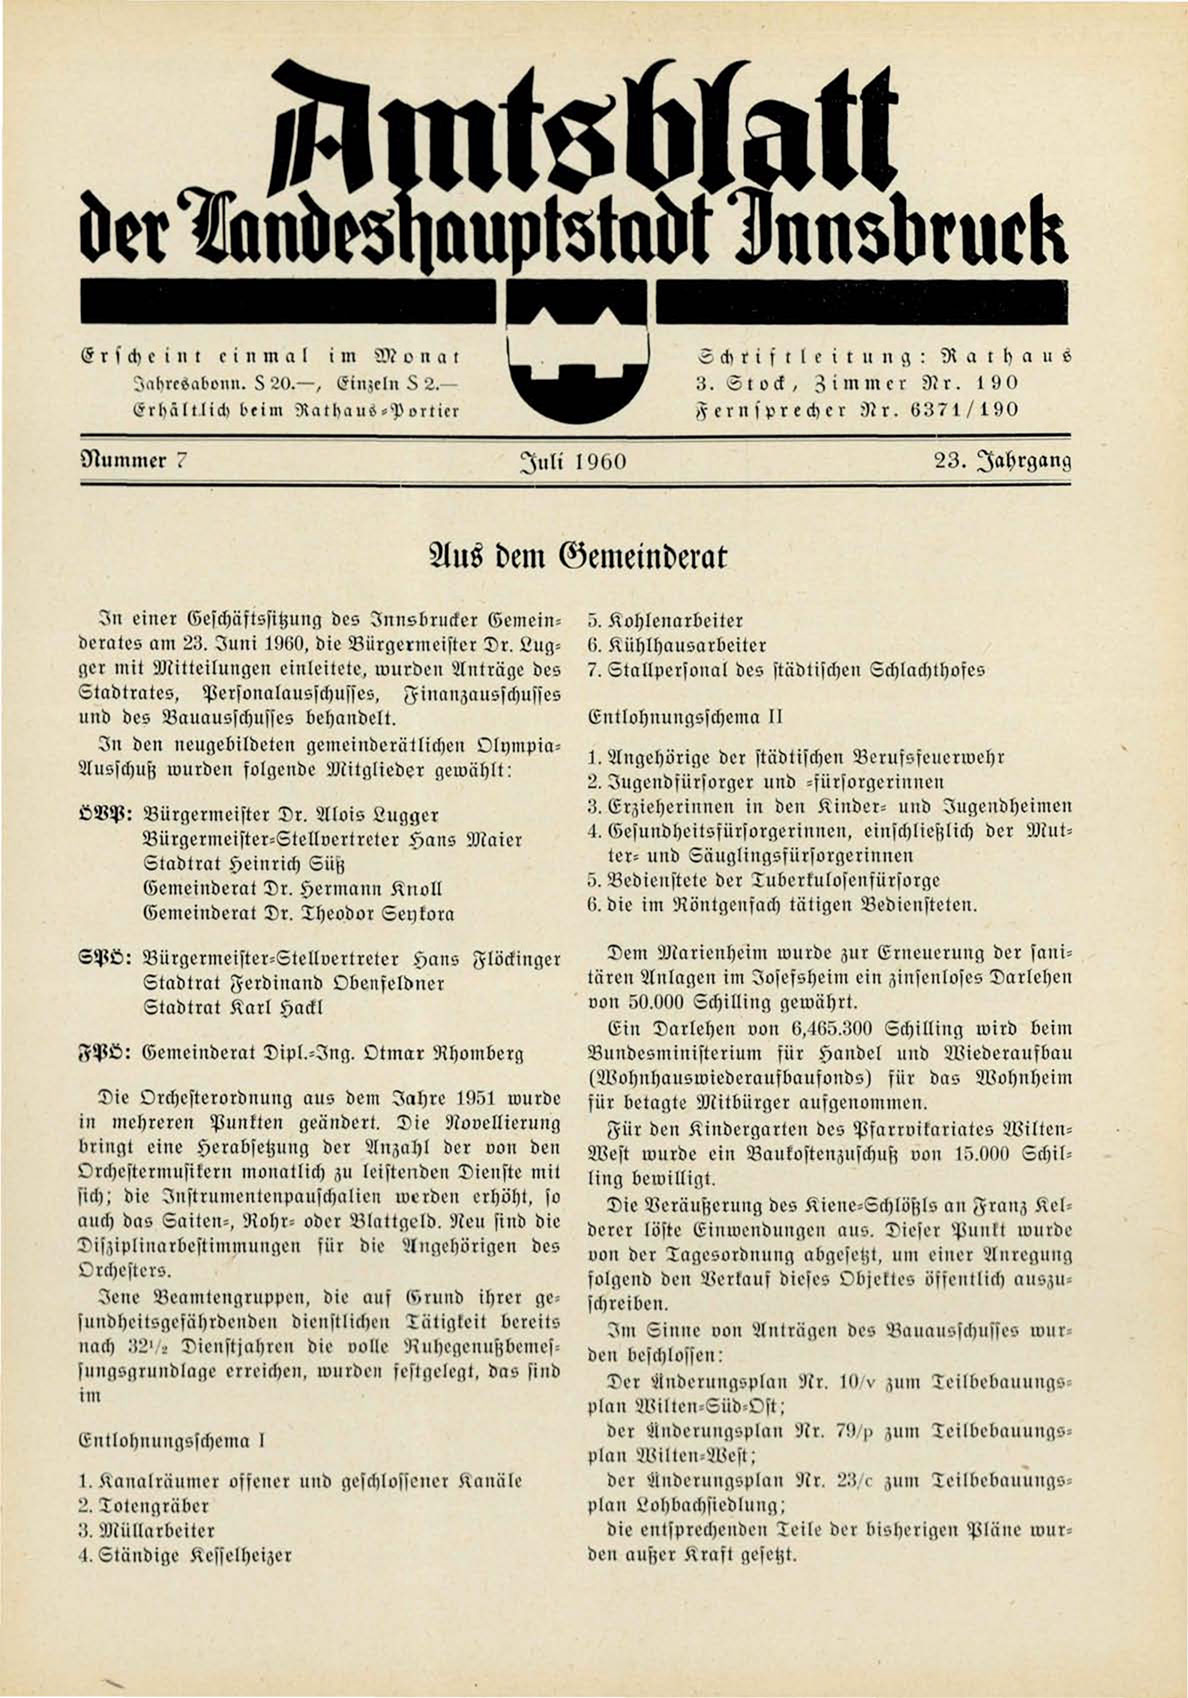 Amtsblatt
der Landeshauptstadt Innsbruck
Erscheint einmal im Monat
Jahresabonn. S 20.—, Einzeln S 2.—
Erhältlich beim Rathaus-Portier
Schriftleitung: Rathaus
3. Stock, Zimmer Nr. 190
Fernsprecher Nr. 6371/190
Nummer 7 Juli 1960 23. Jahrgang
Aus dem Gemeinderat
In einer Geschäftssitzung des Innsbrucker Gemein-
derates am 23. Juni 1960, die Bürgermeister Dr. Lug-
ger mit Mitteilungen einleitete, wurden Anträge des
Stadtrates, Personalausschusses, Finanzausschusses
und des Bauausschusses behandelt.
In den neugebildeten gemeinderätlichen Olympia-
Ausschuß wurden folgende Mitglieder gewählt:
ÖVP: Bürgermeister Dr. Alois Lugger
Bürgermeister-Stellvertreter Hans Maier
Stadtrat Heinrich Süß
Gemeinderat Dr. Hermann Knoll
Gemeinderat Dr. Theodor Seykora
SPÖ: Bürgermeister-Stellvertreter Hans Flöckinger
Stadtrat Ferdinand Obenfeldner
Stadtrat Karl Hackl
FPÖ: Gemeinderat Dipl.-Ing. Otmar Rhomberg
Die Orchesterordnung aus dem Jahre 1951 wurde
in mehreren Punkten geändert. Die Novellierung
bringt eine Herabsetzung der Anzahl der von den
Orchestermusikern monatlich zu leistenden Dienste mit
sich; die Instrumentenpauschalien werden erhöht, so
auch das Saiten-, Rohr- oder Blattgeld. Neu sind die
Disziplinarbestimmungen für die Angehörigen des
Orchesters.
Jene Beamtengruppen, die auf Grund ihrer ge-
sundheitsgefährdenden dienstlichen Tätigkeit bereits
nach 32½ Dienstjahren die volle Ruhegenußbemes-
sungsgrundlage erreichen, wurden festgelegt, das sind
im
Entlohnungsschema I
1. Kanalräumer offener und geschlossener Kanäle
2. Totengräber
3. Müllarbeiter
4. Ständige Kesselheizer
5. Kohlenarbeiter
6. Kühlhausarbeiter
7. Stallpersonal des städtischen Schlachthofes
Entlohnungsschema II
1. Angehörige der städtischen Berufsfeuerwehr
2. Jugendfürsorger und -fürsorgerinnen
3. Erzieherinnen in den Kinder- und Jugendheimen
4. Gesundheitsfürsorgerinnen, einschließlich der Mut-
ter- und Säuglingsfürsorgerinnen
5. Bedienstete der Tuberkulosenfürsorge
6. die im Röntgenfach tätigen Bediensteten.
Dem Marienheim wurde zur Erneuerung der sani-
tären Anlagen im Josefsheim ein zinsenloses Darlehen
von 50.000 Schilling gewährt.
Ein Darlehen von 6,465.300 Schilling wird beim
Bundesministerium für Handel und Wiederaufbau
(Wohnhauswiederaufbaufonds) für das Wohnheim
für betagte Mitbürger aufgenommen.
Für den Kindergarten des Pfarrvikariates Wilten-
West wurde ein Baukostenzuschuß von 15.000 Schil-
ling bewilligt.
Die Veräußerung des Kiene-Schlößls an Franz Kel-
derer löste Einwendungen aus. Dieser Punkt wurde
von der Tagesordnung abgesetzt, um einer Anregung
folgend den Verkauf dieses Objektes öffentlich auszu-
schreiben.
Im Sinne von Anträgen des Bauausschusses wur-
den beschlossen:
Der Änderungsplan Nr. 10/v zum Teilbebauungs-
plan Wilten-Süd-Ost;
der Änderungsplan Nr. 79/p zum Teilbebauungs-
plan Wilten-West;
der Änderungsplan Nr. 23/c zum Teilbebauungs-
plan Lohbachsiedlung;
die entsprechenden Teile der bisherigen Pläne wur-
den außer Kraft gesetzt.